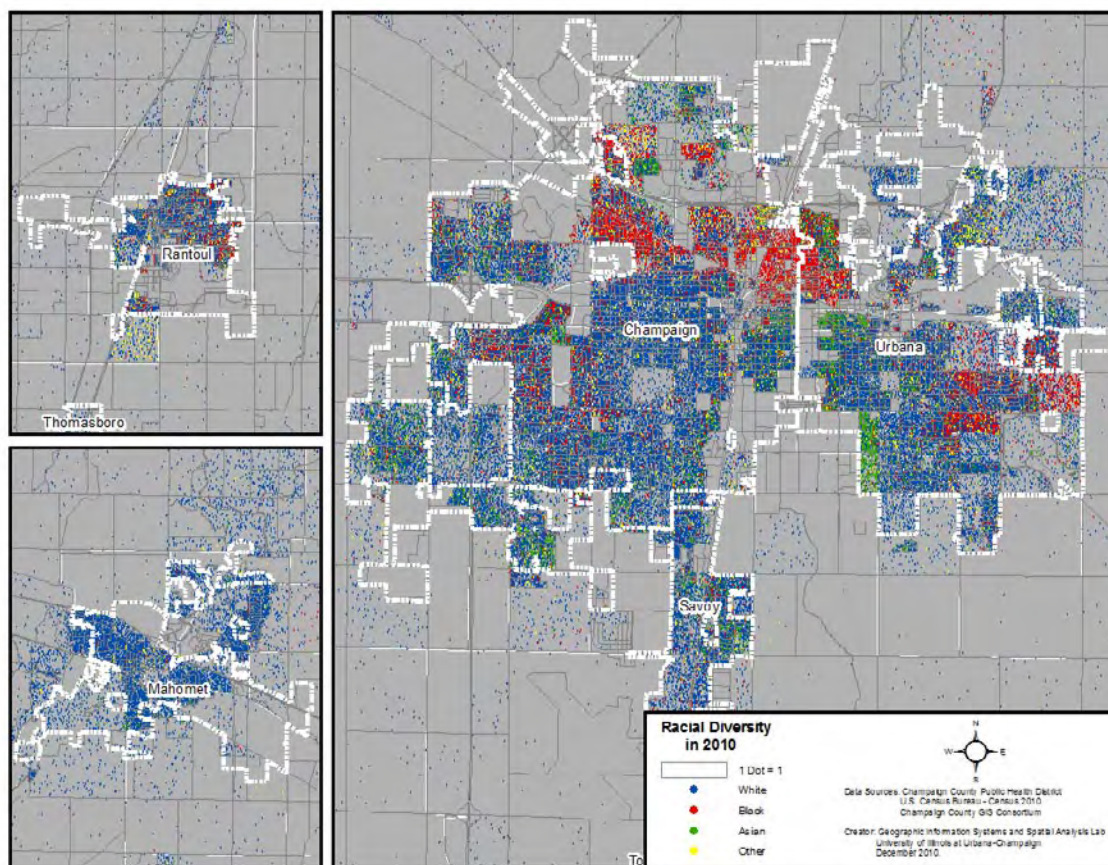 Rantoul
Thomasboro
Mahomet
Champaign
Urbana
Savoy
To
Racial Diversity
in 2010
1 Dot = 1
White
Black
Asian
Other
N
W E
S
Data Sources: Champaign County Public Health District
U.S. Census Bureau - Census 2010
Champaign County GIS Consortium
Creator: Geographic Information Systems and Spatial Analysis Lab
University of Illinois at Urbana-Champaign
December 2010.